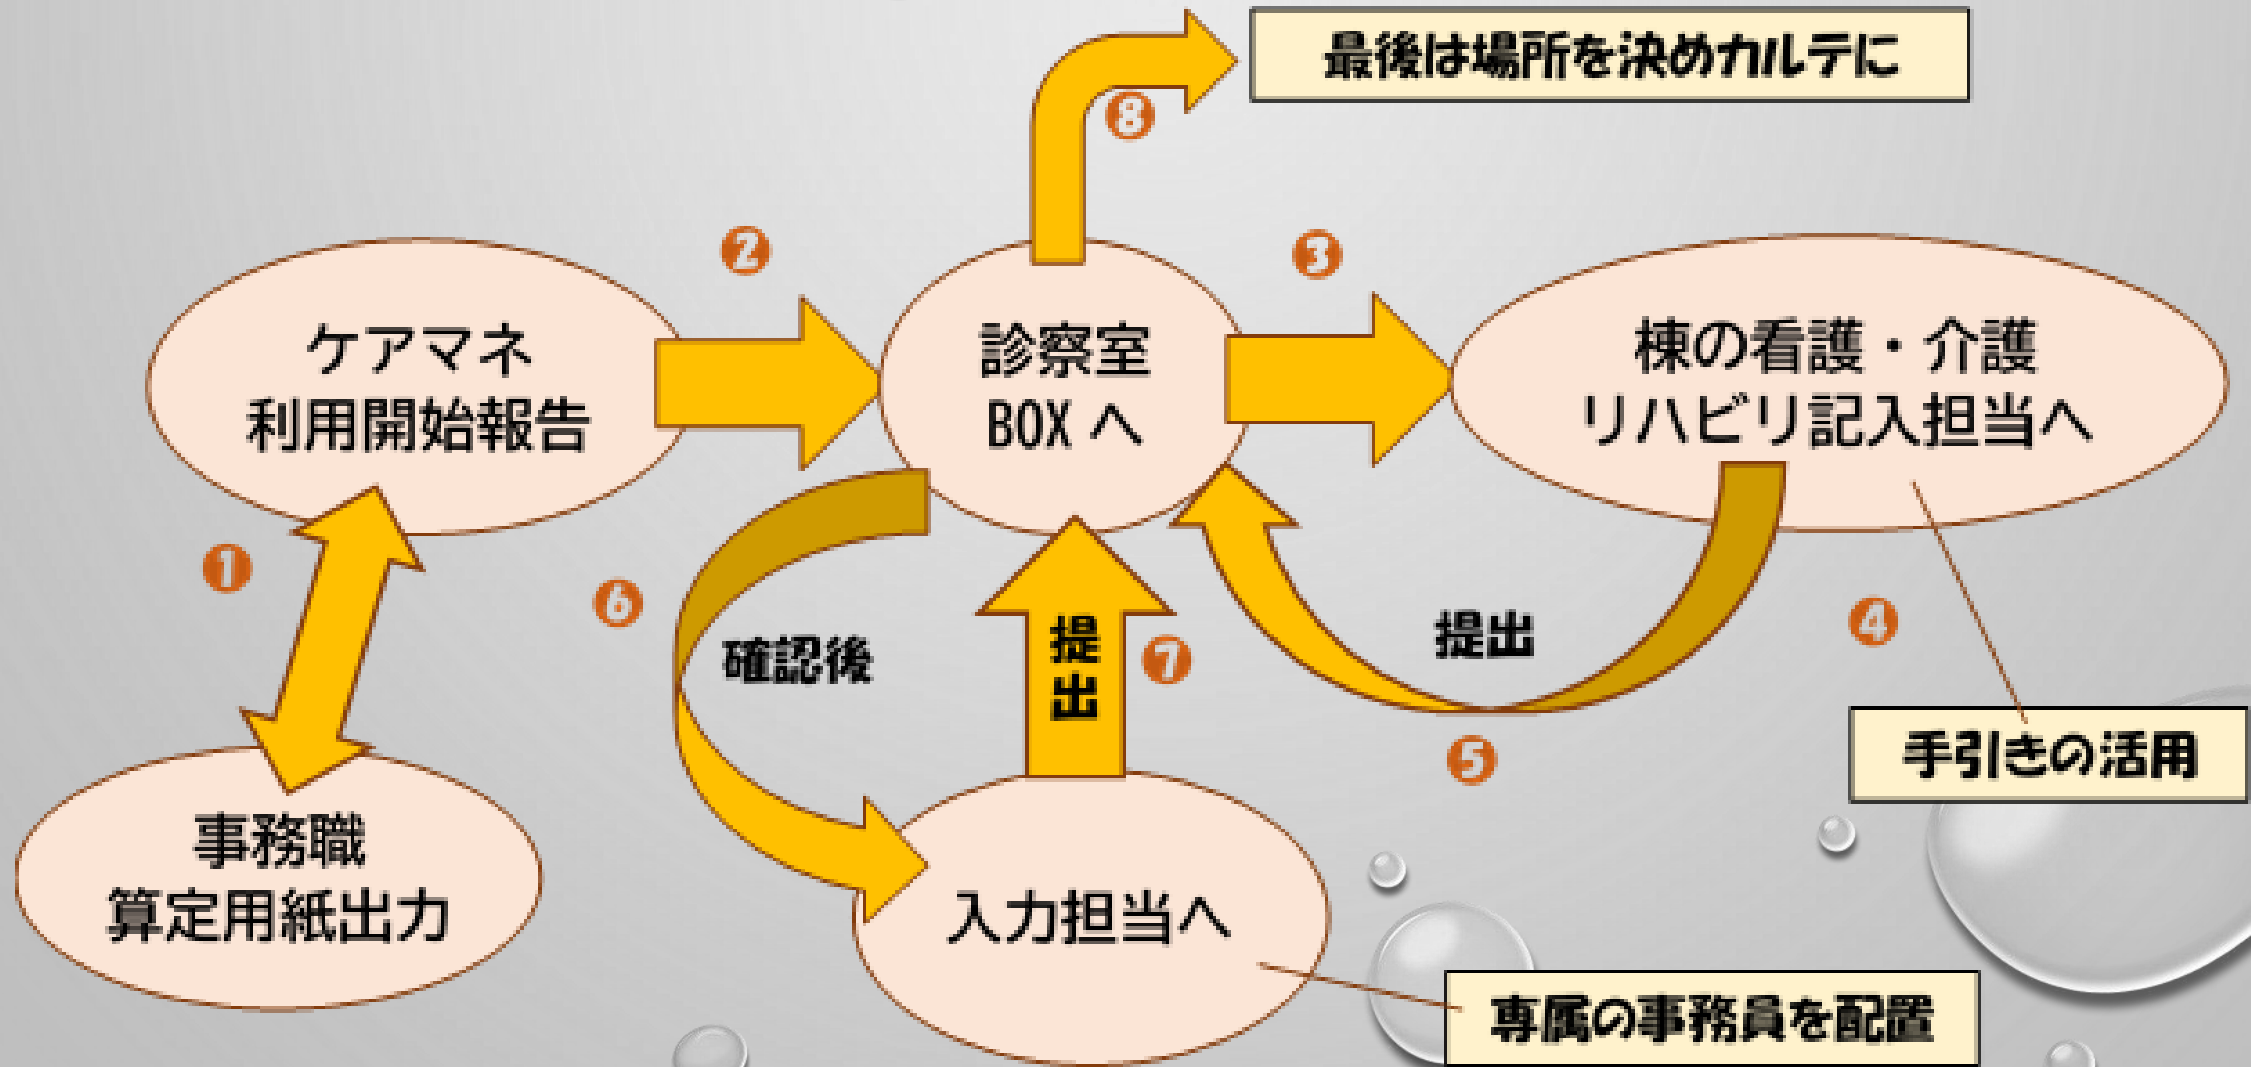 最後は場所を決めカルテに
❽
❷
❸
ケアマネ
利用開始報告
診察室
BOX へ
棟の看護・介護
リハビリ記入担当へ
❶
❻
確認後
提出
❼
提出
❹
❺
手引きの活用
事務職
算定用紙出力
入力担当へ
専属の事務員を配置